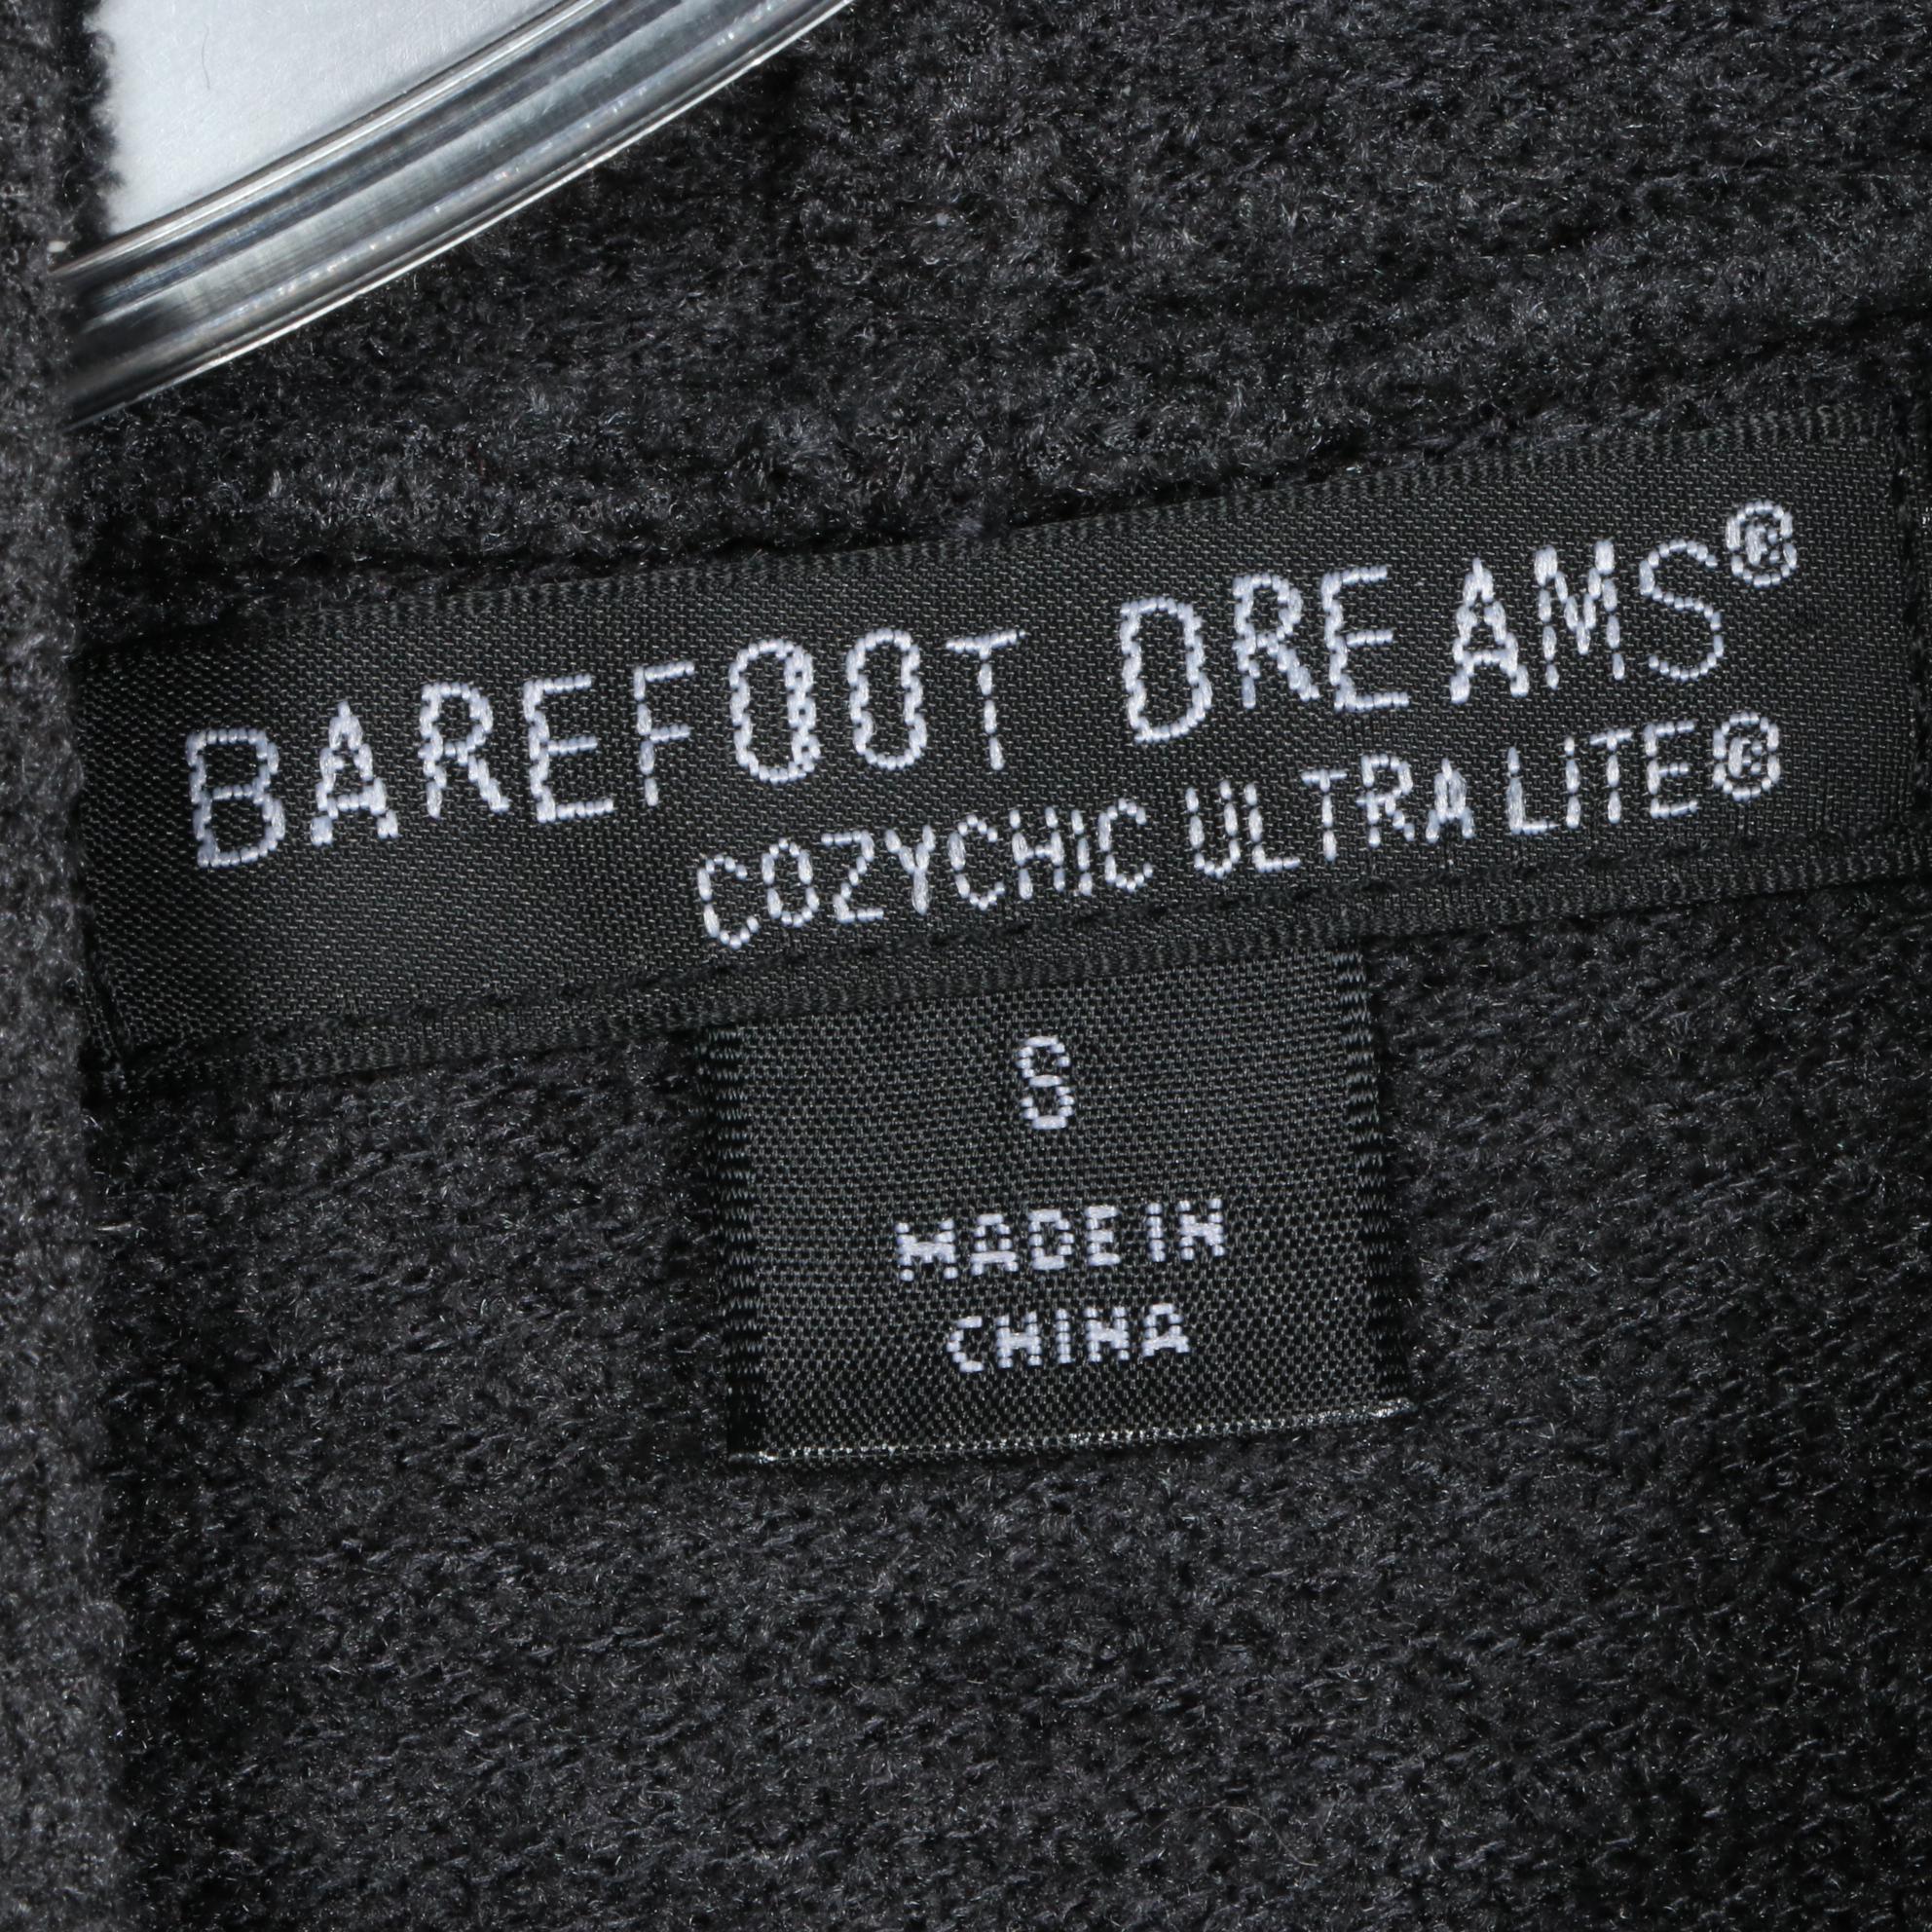 BAREFOOT DREAMS®
COZYCHIC ULTRA LITE®
S
MADE IN
CHINA